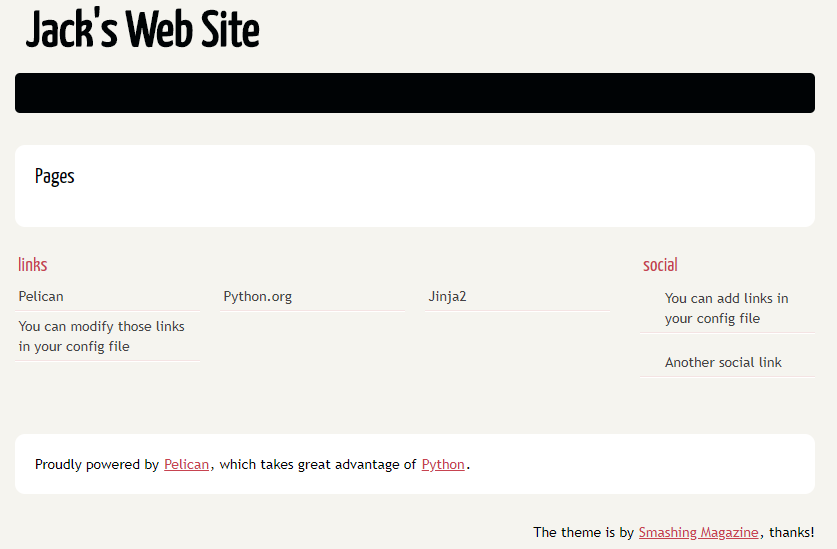 Jack's Web Site
Pages
links
Pelican
Python.org
Jinja2
You can modify those links
in your config file
social
You can add links in
your config file
Another social link
Proudly powered by Pelican, which takes great advantage of Python.
The theme is by Smashing Magazine, thanks!